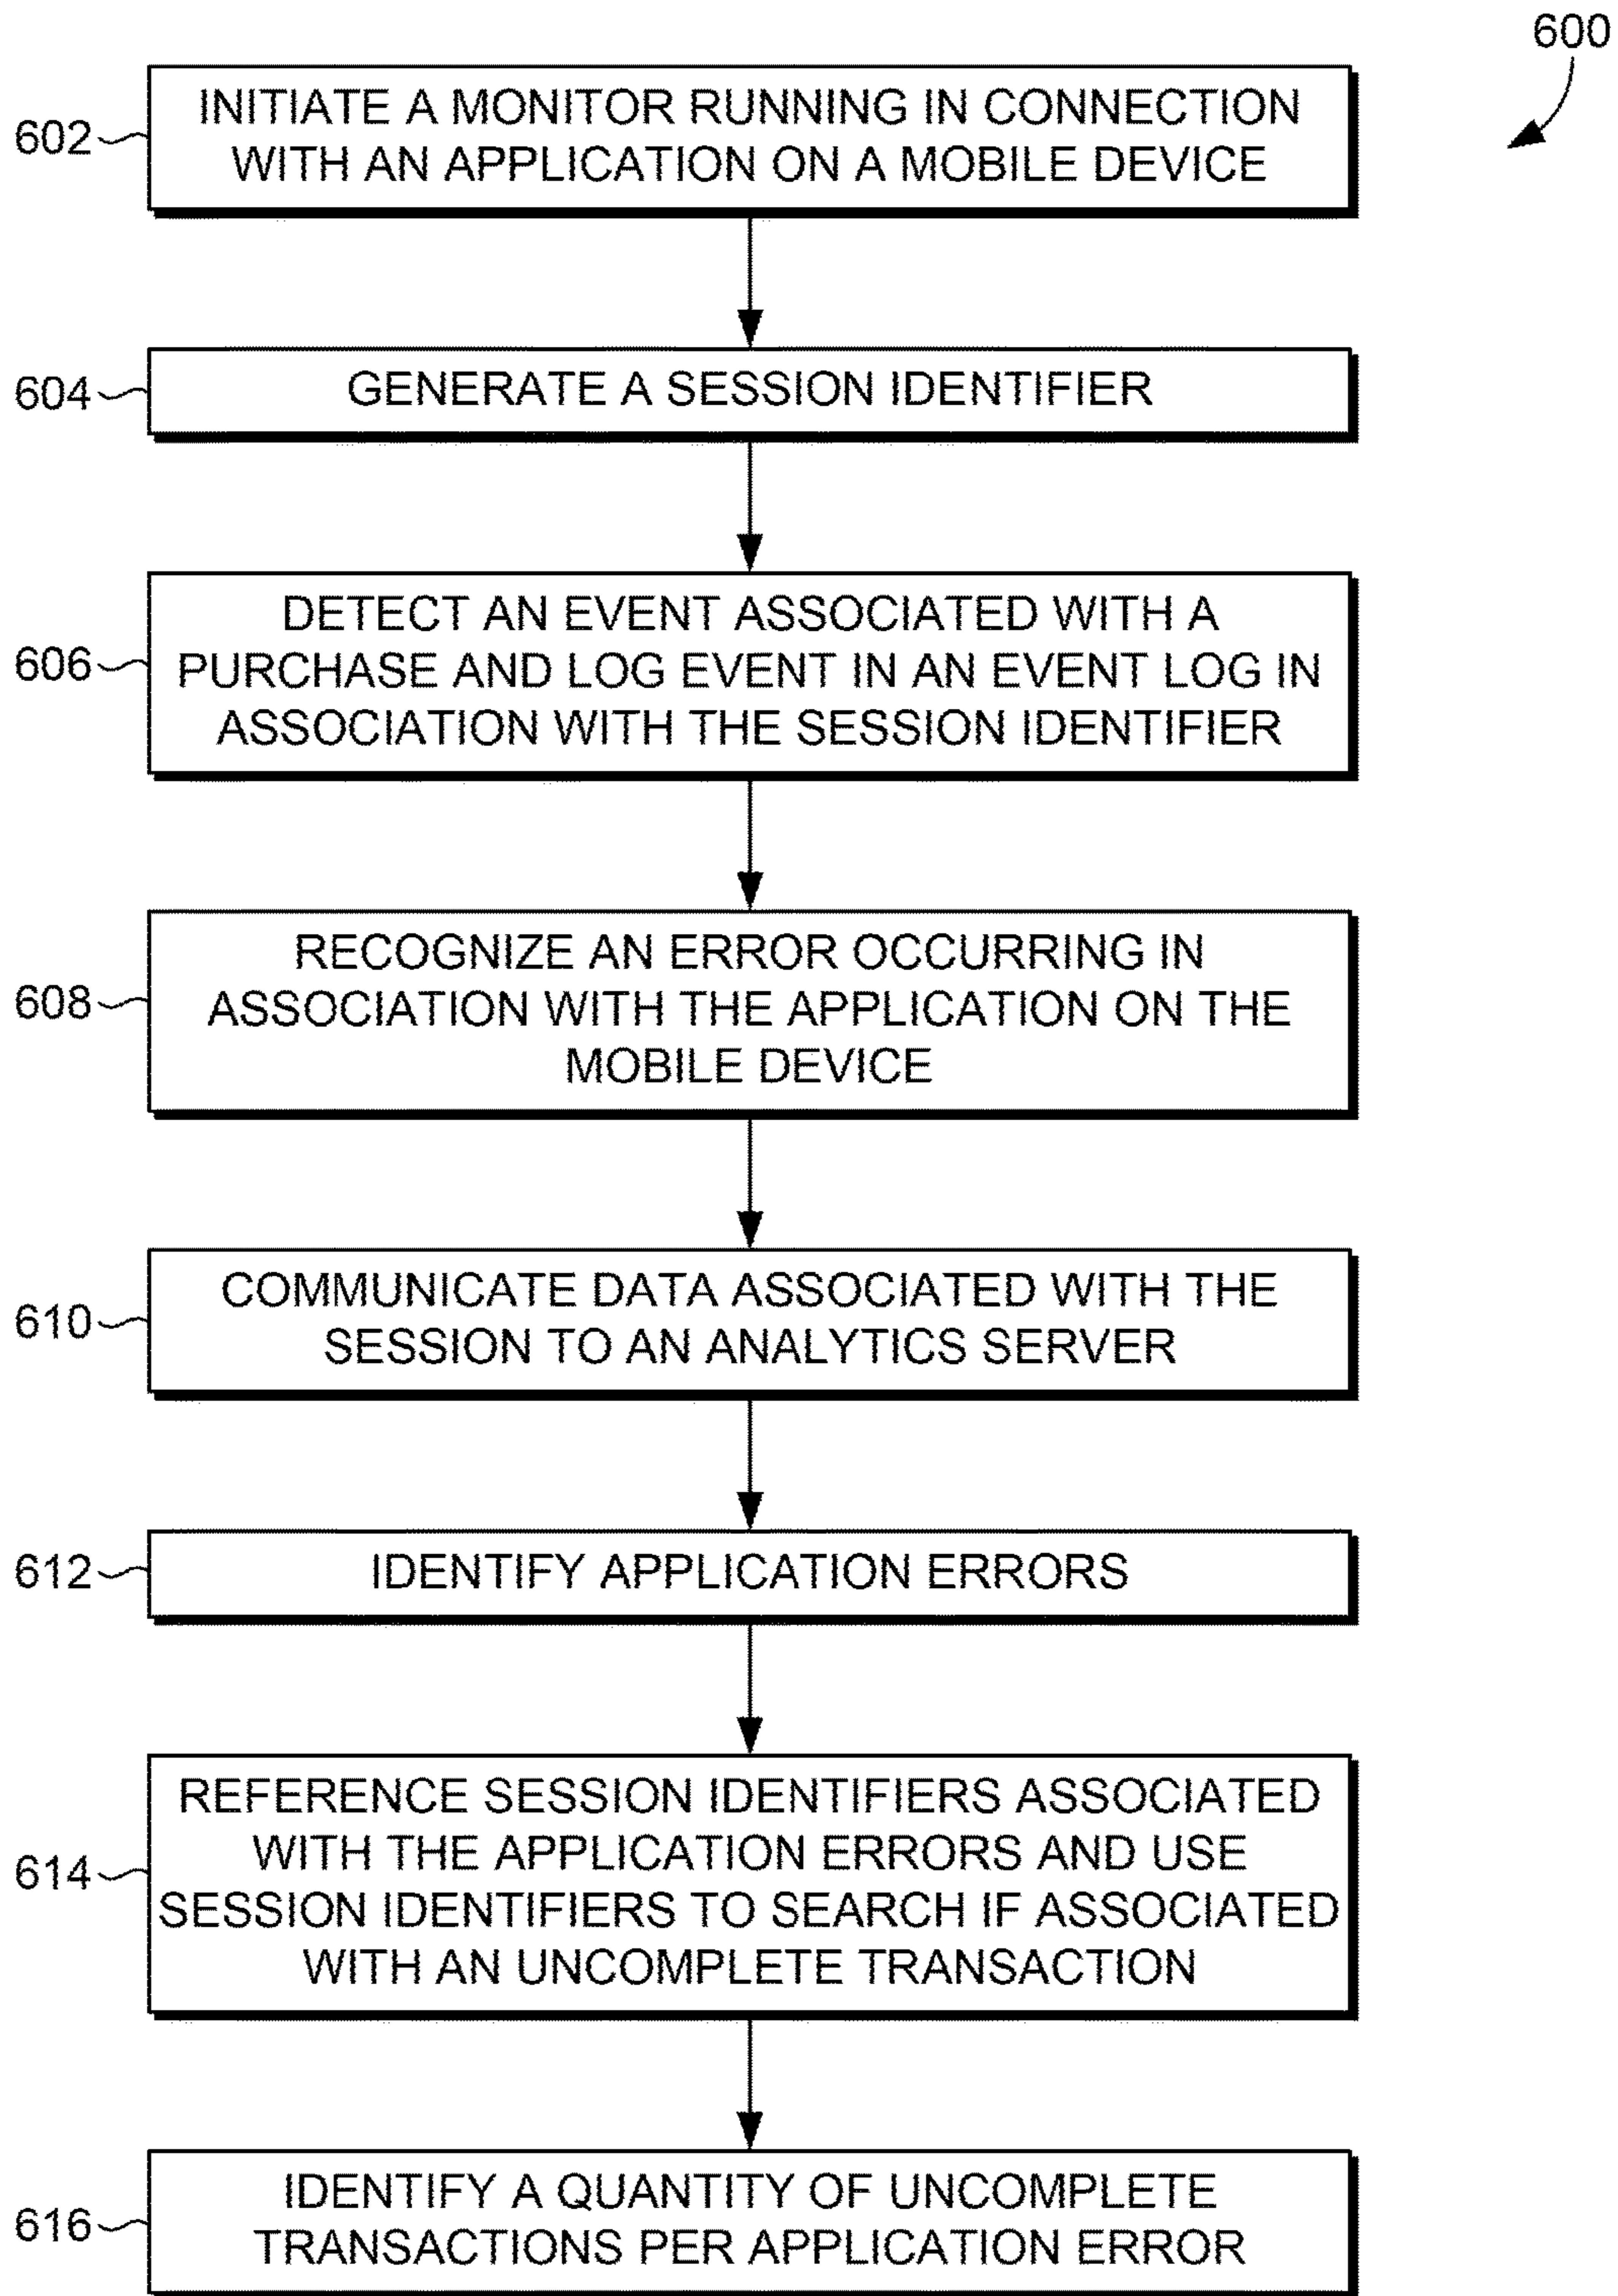 600
602
INITIATE A MONITOR RUNNING IN CONNECTION
WITH AN APPLICATION ON A MOBILE DEVICE
604
GENERATE A SESSION IDENTIFIER
606
DETECT AN EVENT ASSOCIATED WITH A
PURCHASE AND LOG EVENT IN AN EVENT LOG IN
ASSOCIATION WITH THE SESSION IDENTIFIER
608
RECOGNIZE AN ERROR OCCURRING IN
ASSOCIATION WITH THE APPLICATION ON THE
MOBILE DEVICE
610
COMMUNICATE DATA ASSOCIATED WITH THE
SESSION TO AN ANALYTICS SERVER
612
IDENTIFY APPLICATION ERRORS
614
REFERENCE SESSION IDENTIFIERS ASSOCIATED
WITH THE APPLICATION ERRORS AND USE
SESSION IDENTIFIERS TO SEARCH IF ASSOCIATED
WITH AN UNCOMPLETE TRANSACTION
616
IDENTIFY A QUANTITY OF UNCOMPLETE
TRANSACTIONS PER APPLICATION ERROR